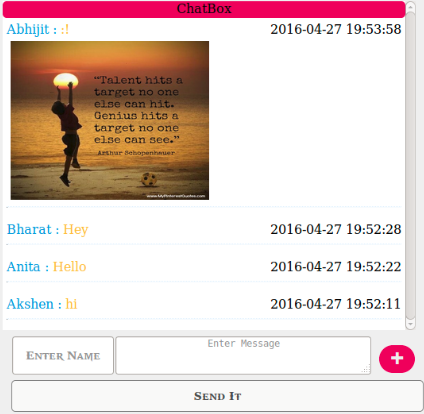 ChatBox
Abhijit : :! 2016-04-27 19:53:58
“Talent hits a
target no one
else can hit.
Genius hits a
target no one
else can see.”
Arthur Schopenhauer
www.MyPinterestQuotes.com
Bharat : Hey 2016-04-27 19:52:28
Anita : Hello 2016-04-27 19:52:22
Akshen : hi 2016-04-27 19:52:11
Enter Name
Enter Message
+
Send It